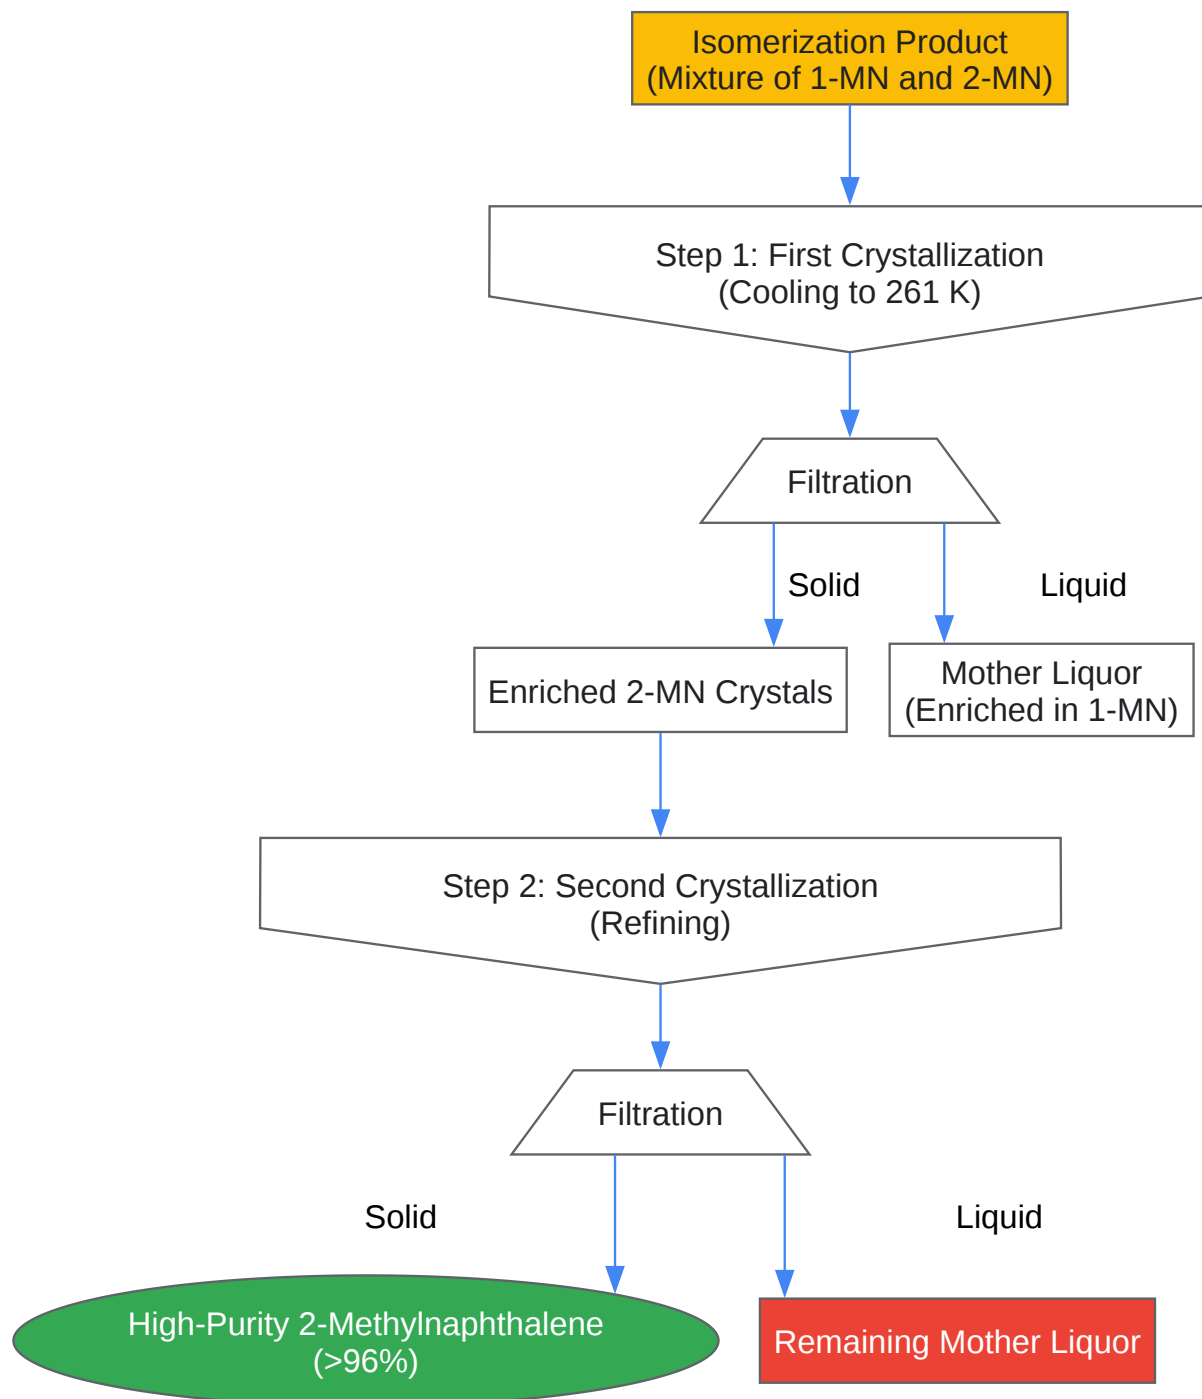 Isomerization Product
(Mixture of 1-MN and 2-MN)
Step 1: First Crystallization
(Cooling to 261 K)
Filtration
Solid
Liquid
Enriched 2-MN Crystals
Mother Liquor
(Enriched in 1-MN)
Step 2: Second Crystallization
(Refining)
Filtration
Solid
Liquid
High-Purity 2-Methylnaphthalene
(>96%)
Remaining Mother Liquor